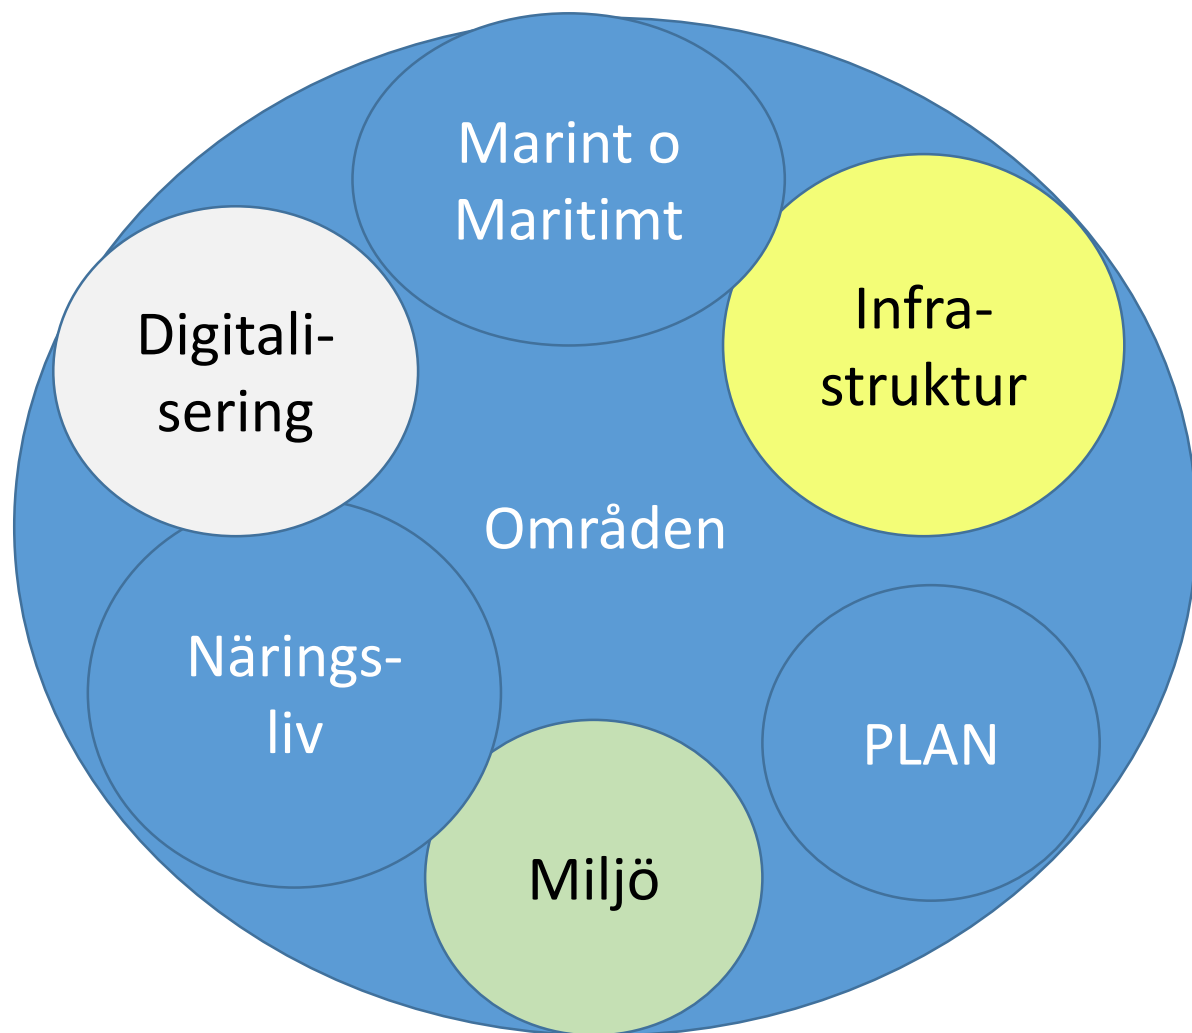 Marint o
Maritimt
Infra-
struktur
Digitali-
sering
Områden
Närings-
liv
PLAN
Miljö